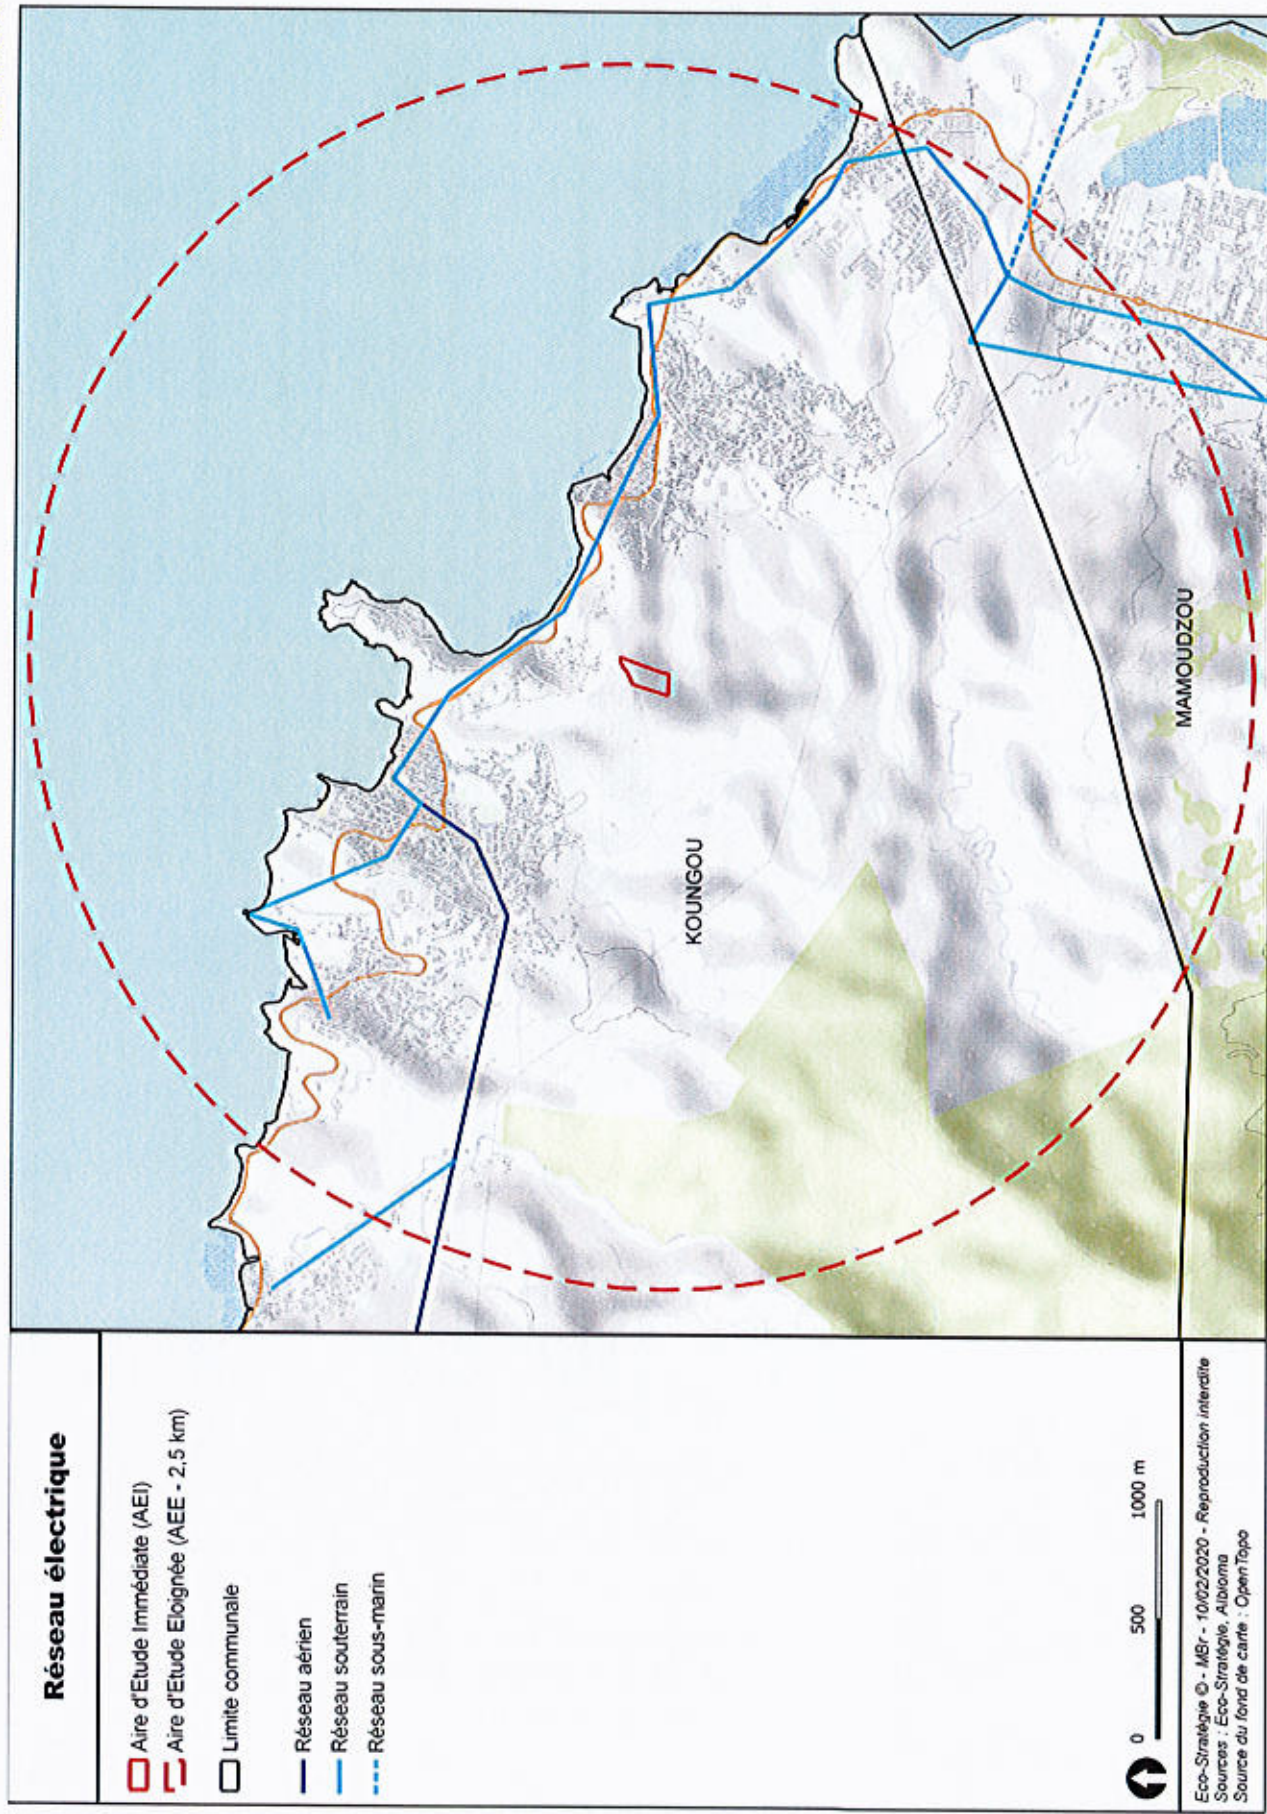 Réseau électrique
Aire d'Etude Immédiate (AEI)
Aire d'Etude Eloignée (AEE - 2,5 km)
Limite communale
Réseau aérien
Réseau souterrain
Réseau sous-marin
0 500 1000 m
Eco-Stratégie © - MBr - 10/02/2020 - Reproduction interdite
Sources : Eco-Stratégie, Albioma
Source du fond de carte : OpenTopo
KOUNGOU
MAMOUDZOU